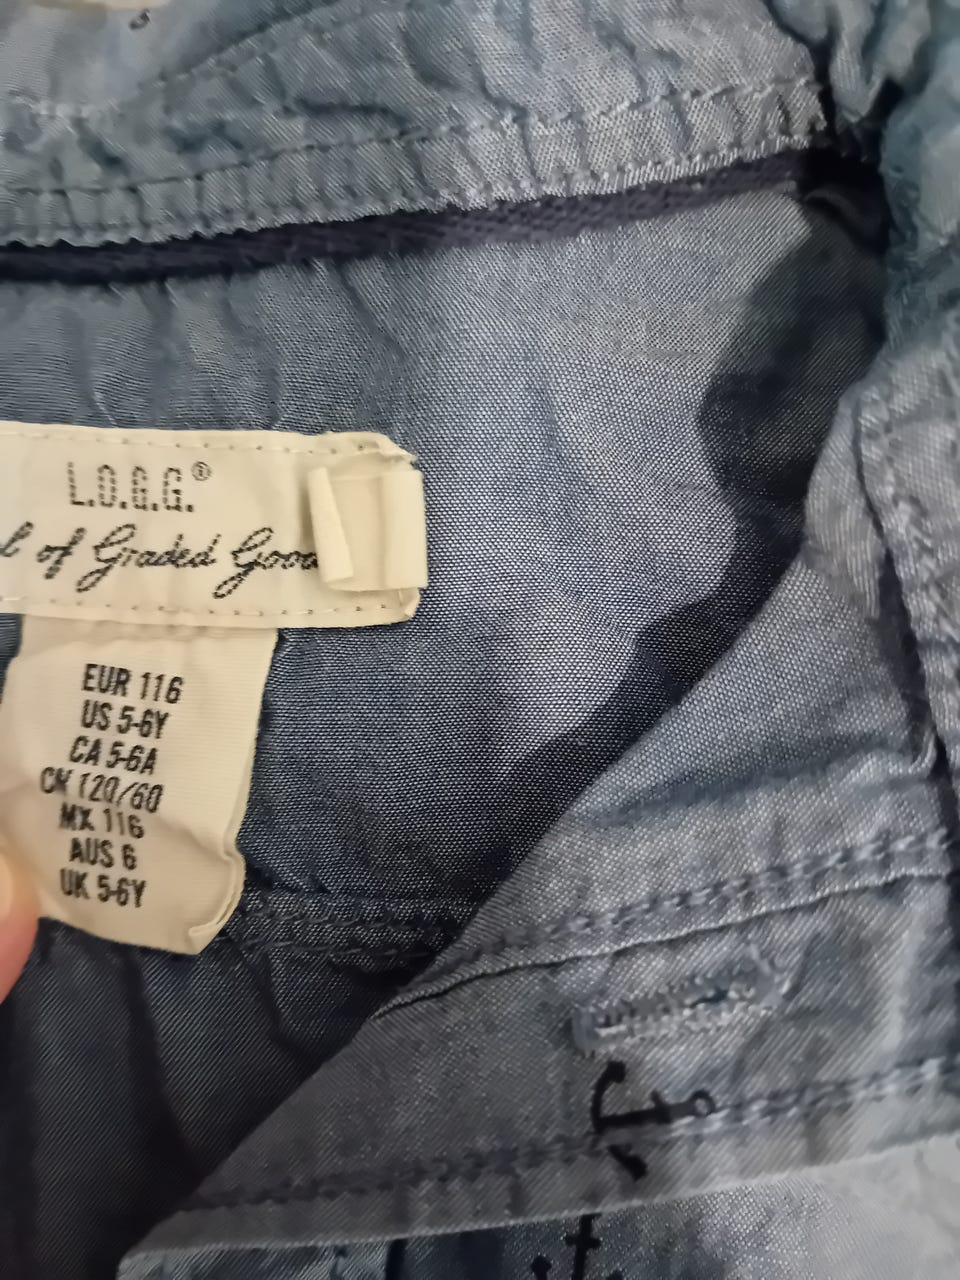 L.O.G.G.®
of Graded Goo
EUR 116
US 5-6Y
CA 5-6A
CN 120/60
MX 116
AUS 6
UK 5-6Y